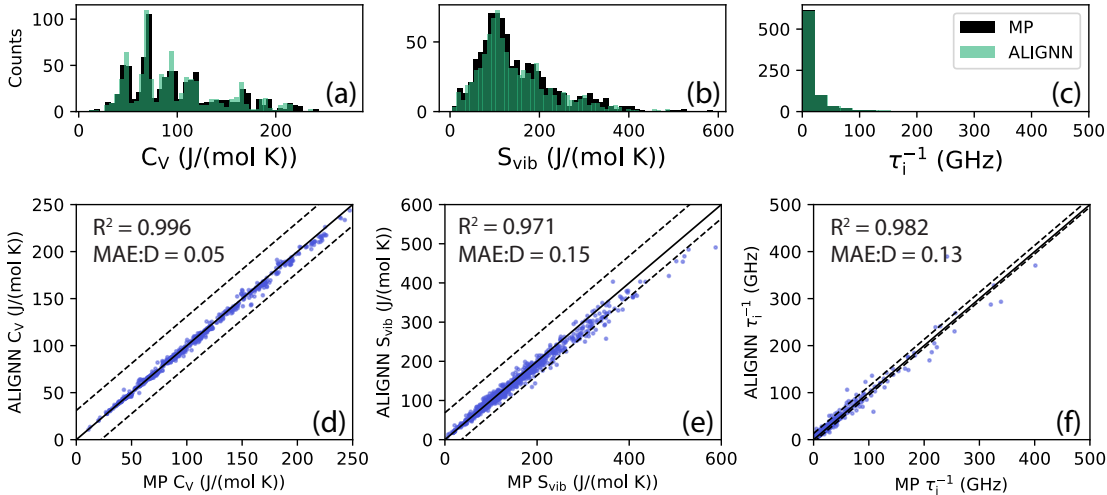 Counts
100
50
0
0
100
200
C_V (J/(mol K))
(a)
50
0
0
200
400
600
S_vib (J/(mol K))
(b)
500
250
0
0
100
200
300
400
500
τ_i^-1 (GHz)
MP
ALIGNN
(c)
ALIGNN C_V (J/(mol K))
250
200
150
100
50
0
R² = 0.996
MAE:D = 0.05
(d)
0
50
100
150
200
250
MP C_V (J/(mol K))
ALIGNN S_vib (J/(mol K))
600
500
400
300
200
100
0
R² = 0.971
MAE:D = 0.15
(e)
0
200
400
600
MP S_vib (J/(mol K))
ALIGNN τ_i^-1 (GHz)
500
400
300
200
100
0
R² = 0.982
MAE:D = 0.13
(f)
0
100
200
300
400
500
MP τ_i^-1 (GHz)